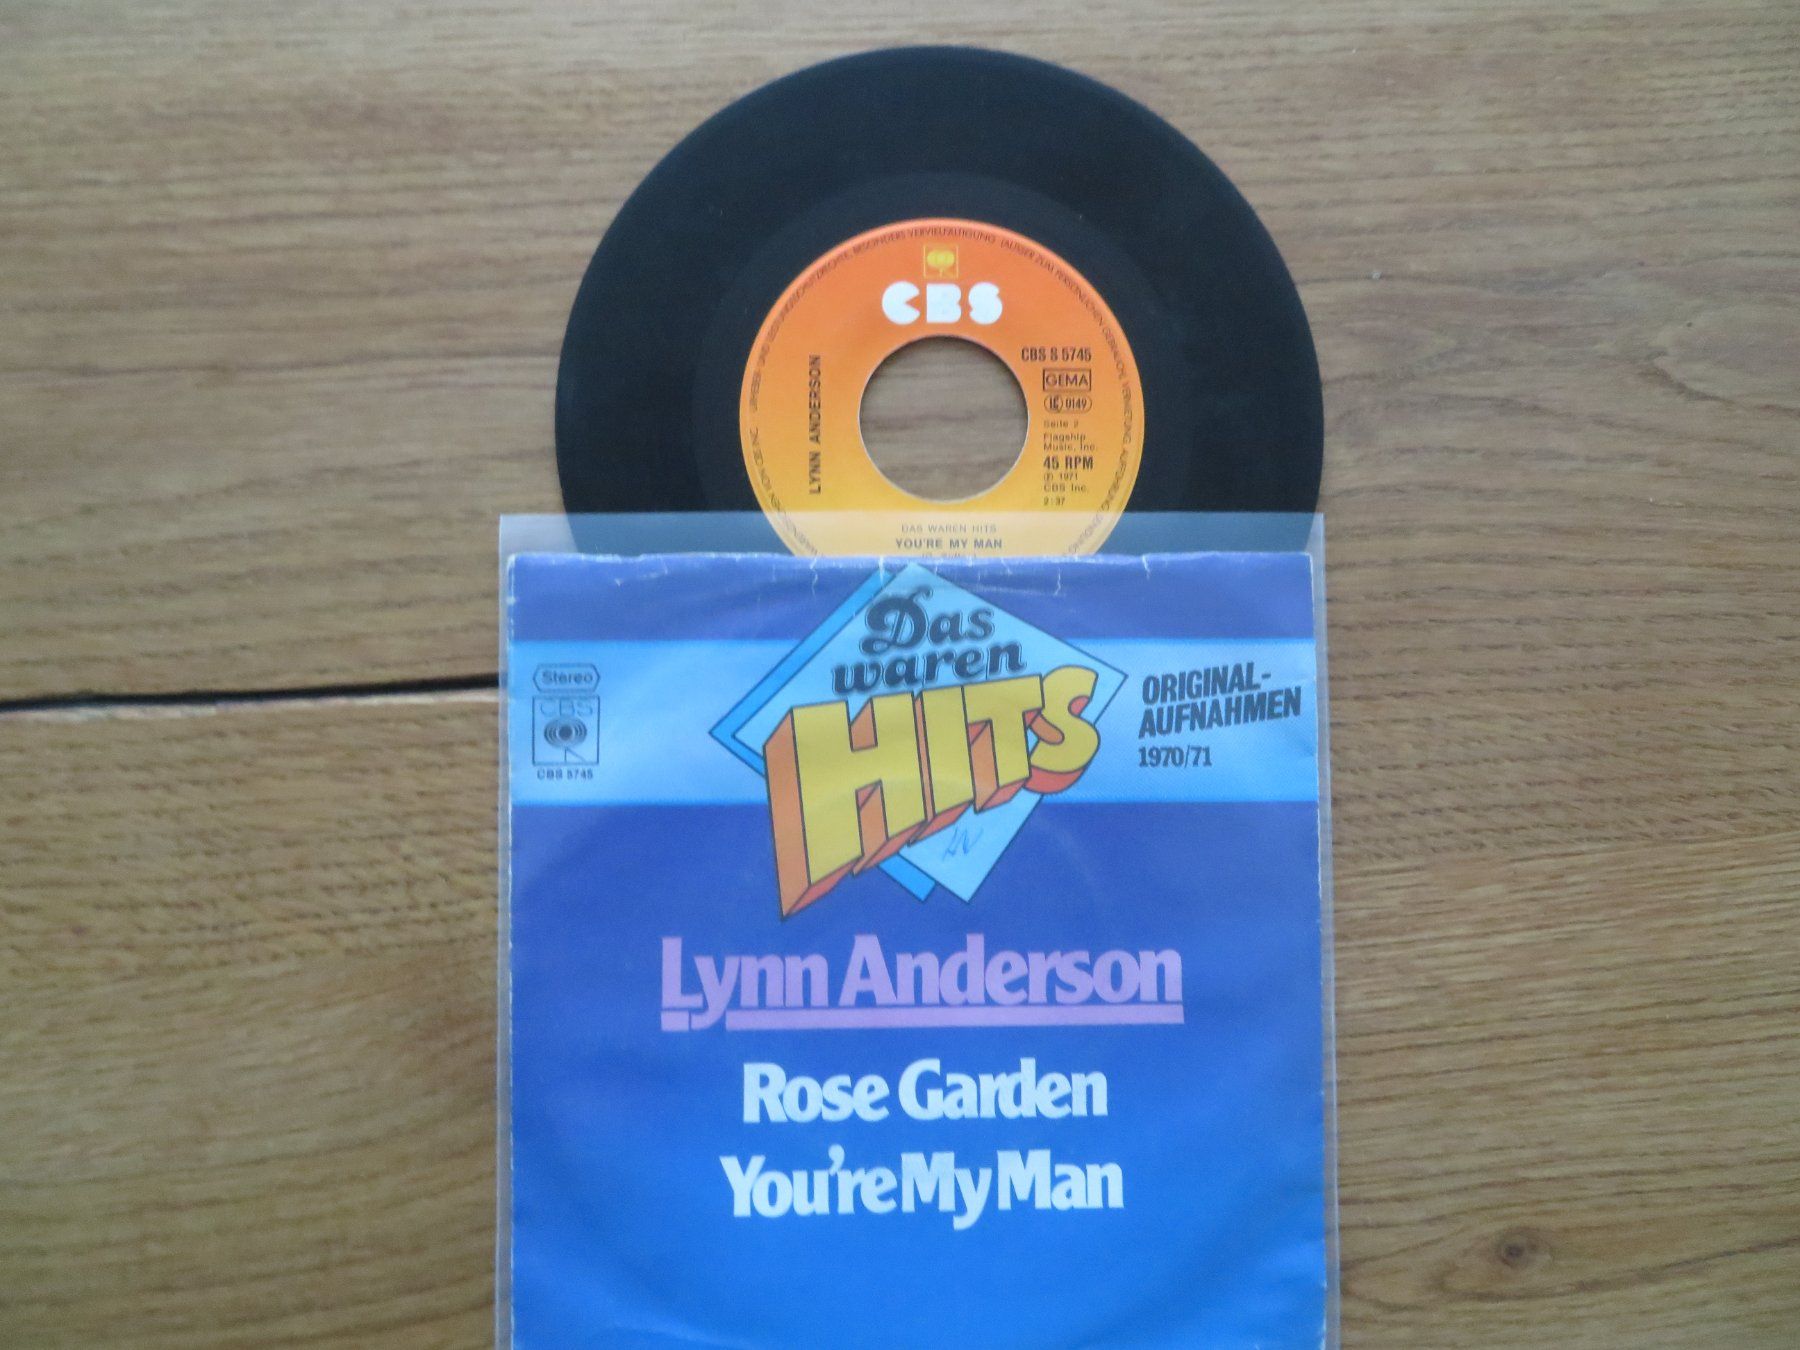 CBS
LYNN ANDERSON
CBS S 5745
GEMA
LC 0149
Seite 2
Flagship
Music, Inc.
45 RPM
℗ 1971
CBS Inc.
2:37
DAS WAREN HITS
YOU'RE MY MAN
Das
waren
HITS
Stereo
CBS
CBS 5745
ORIGINAL-
AUFNAHMEN
1970/71
Lynn Anderson
Rose Garden
You're My Man